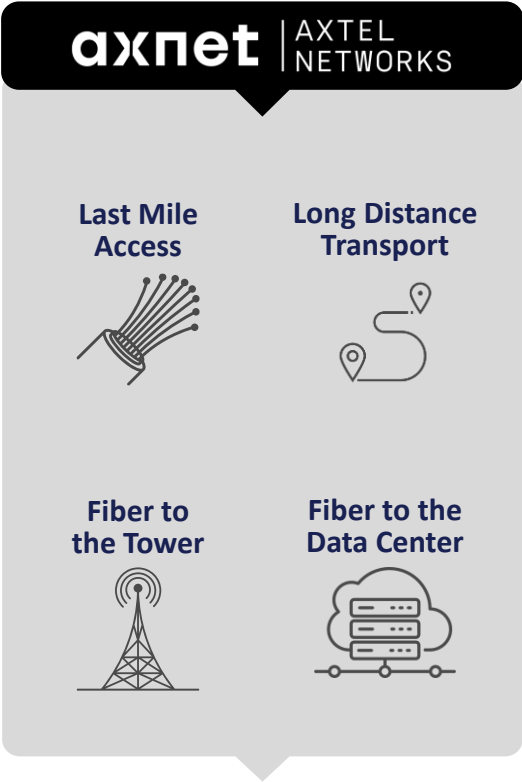 axnet
AXTEL
NETWORKS
Last Mile
Access
Long Distance
Transport
Fiber to
the Tower
Fiber to the
Data Center